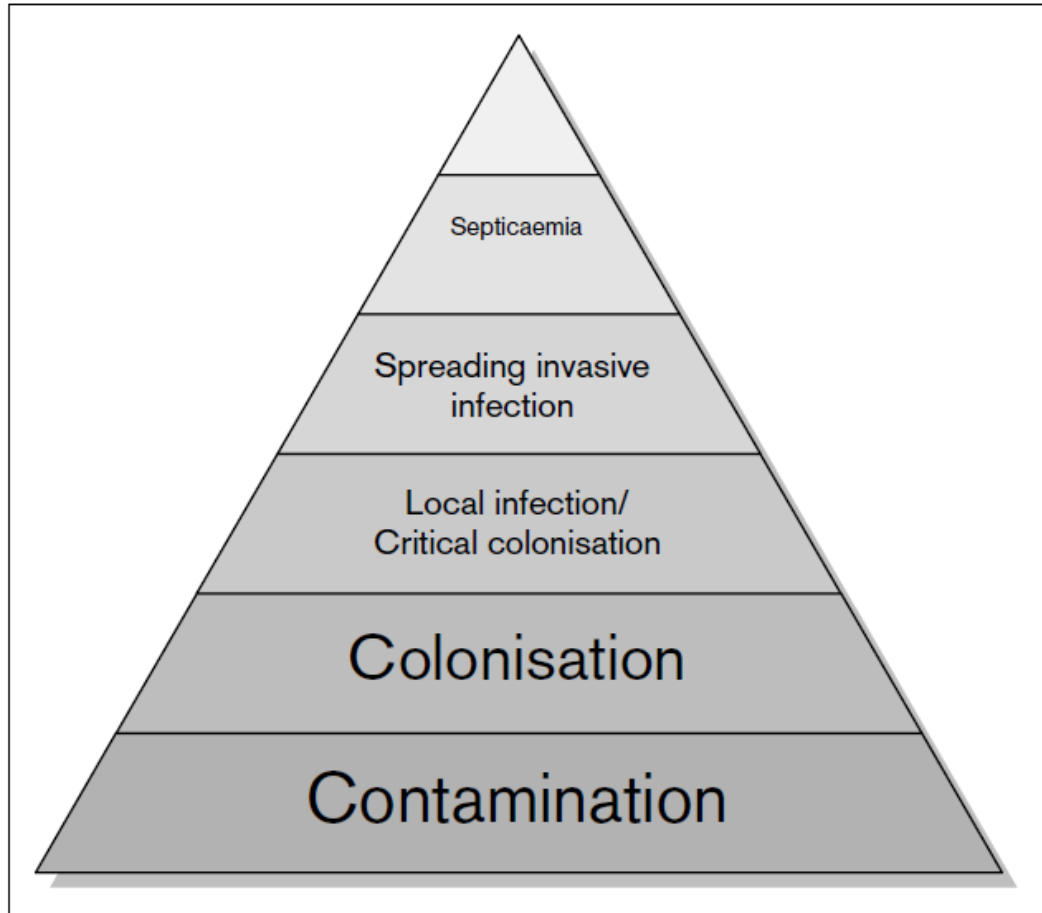 Septicaemia
Spreading invasive
infection
Local infection/
Critical colonisation
Colonisation
Contamination